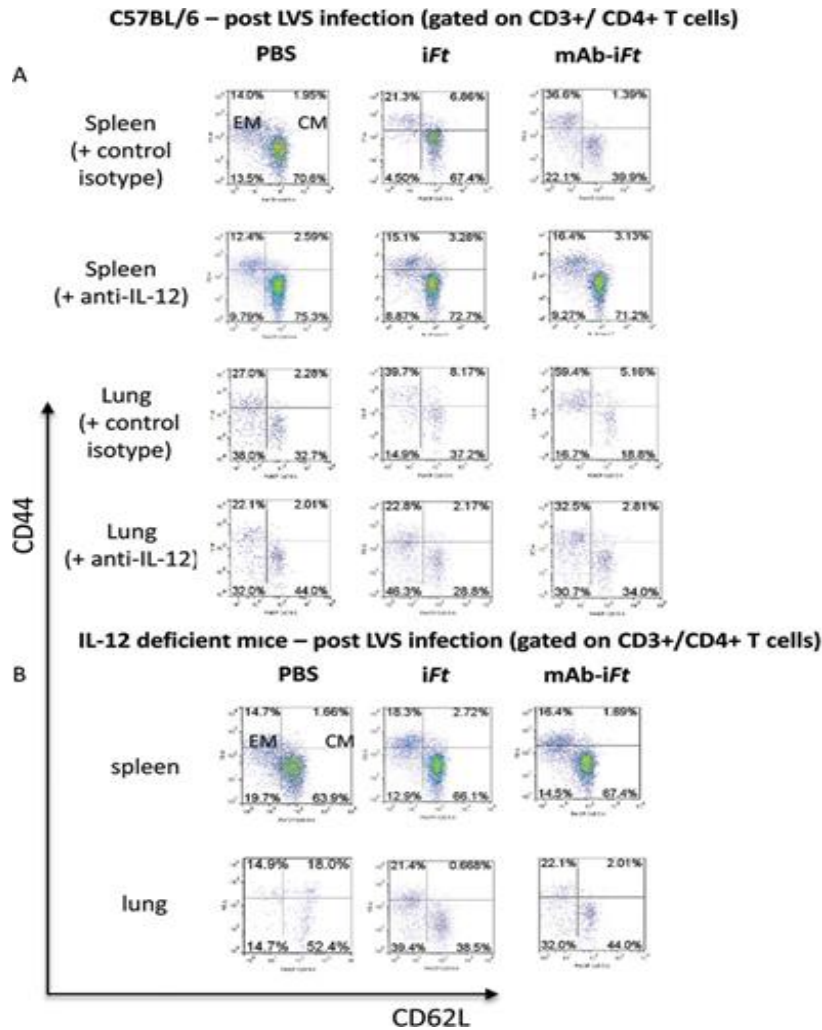 C57BL/6 – post LVS infection (gated on CD3+/ CD4+ T cells)
PBS iFt mAb-iFt
A
Spleen
(+ control
isotype)
14.0% 1.95% 21.3% 6.86% 36.6% 1.39%
EM CM
13.5% 70.6% 4.50% 67.4% 22.1% 39.9%
Spleen
(+ anti-IL-12)
12.4% 2.59% 15.1% 3.28% 16.4% 3.13%
9.79% 75.3% 8.87% 72.7% 9.27% 71.2%
Lung
(+ control
isotype)
27.0% 2.28% 39.7% 8.17% 59.4% 5.16%
38.0% 32.7% 14.9% 37.2% 16.7% 18.8%
Lung
(+ anti-IL-12)
22.1% 2.01% 22.8% 2.17% 32.5% 2.81%
32.0% 44.0% 46.3% 28.8% 30.7% 34.0%
CD44
IL-12 deficient mice – post LVS infection (gated on CD3+/CD4+ T cells)
B
PBS iFt mAb-iFt
spleen
14.7% 1.66% 18.3% 2.72% 16.4% 1.69%
EM CM
19.7% 63.9% 12.9% 66.1% 14.5% 67.4%
lung
14.9% 18.0% 21.4% 0.668% 22.1% 2.01%
14.7% 52.4% 39.4% 38.5% 32.0% 44.0%
CD62L